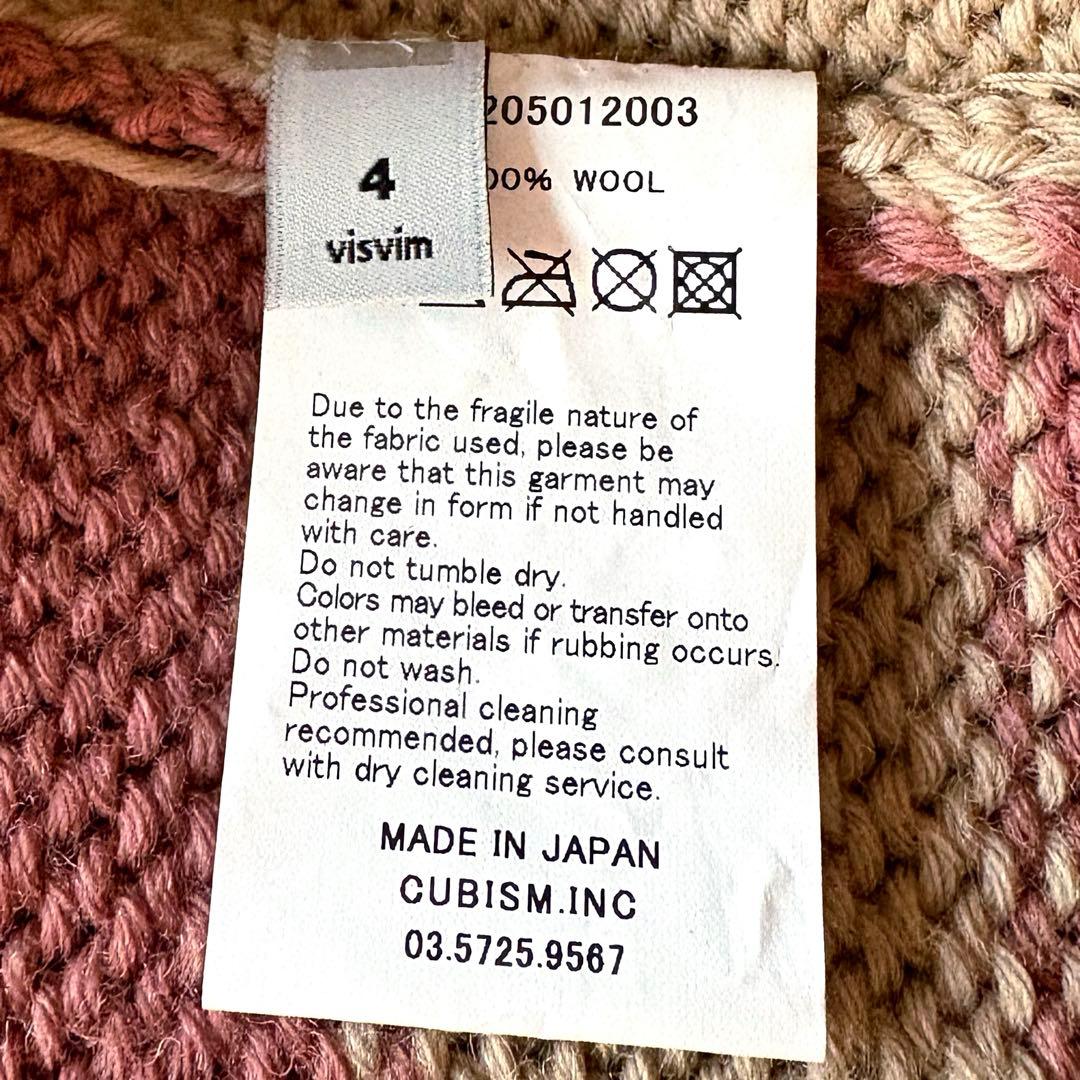 4
visvim
205012003
00% WOOL
Due to the fragile nature of
the fabric used, please be
aware that this garment may
change in form if not handled
with care.
Do not tumble dry.
Colors may bleed or transfer onto
other materials if rubbing occurs.
Do not wash.
Professional cleaning
recommended, please consult
with dry cleaning service.
MADE IN JAPAN
CUBISM.INC
03.5725.9567